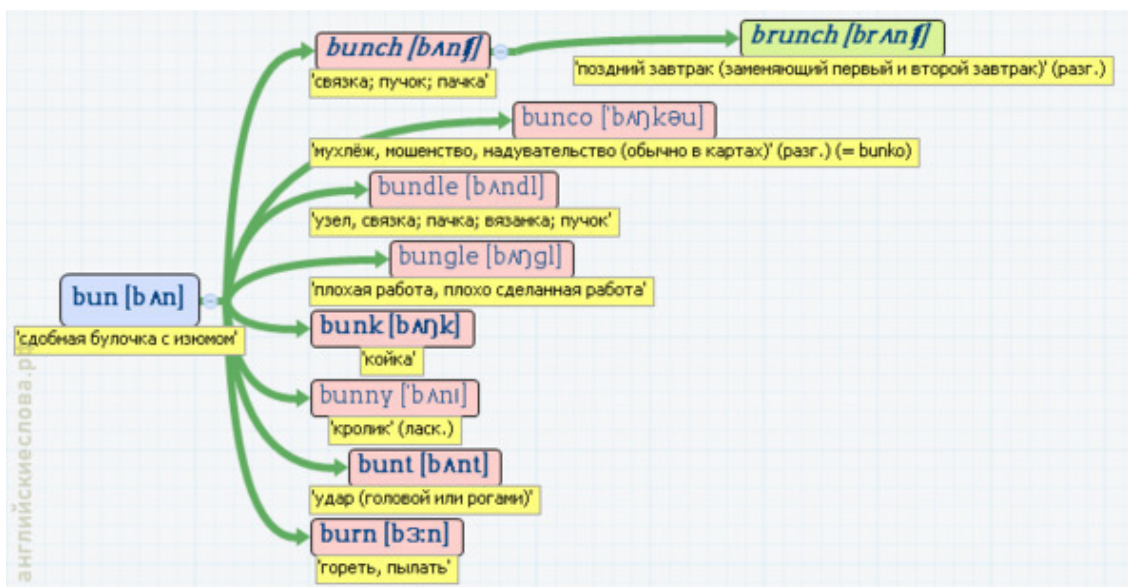 bunch [bʌnʧ]
brunch [brʌnʧ]
'связка; пучок; пачка'
'поздний завтрак (заменяющий первый и второй завтрак)' (разг.)
bunco ['bʌŋkəu]
'мухлёж, мошенство, надувательство (обычно в картах)' (разг.) (= bunko)
bundle [bʌndl]
'узел, связка; пачка; вязанка; пучок'
bungle [bʌŋgl]
'плохая работа, плохо сделанная работа'
bun [bʌn]
'сдобная булочка с изюмом'
bunk [bʌŋk]
'койка'
bunny ['bʌnı]
'кролик' (ласк.)
bunt [bʌnt]
'удар (головой или рогами)'
burn [bɜ:n]
'гореть, пылать'
английскиеслова.рф